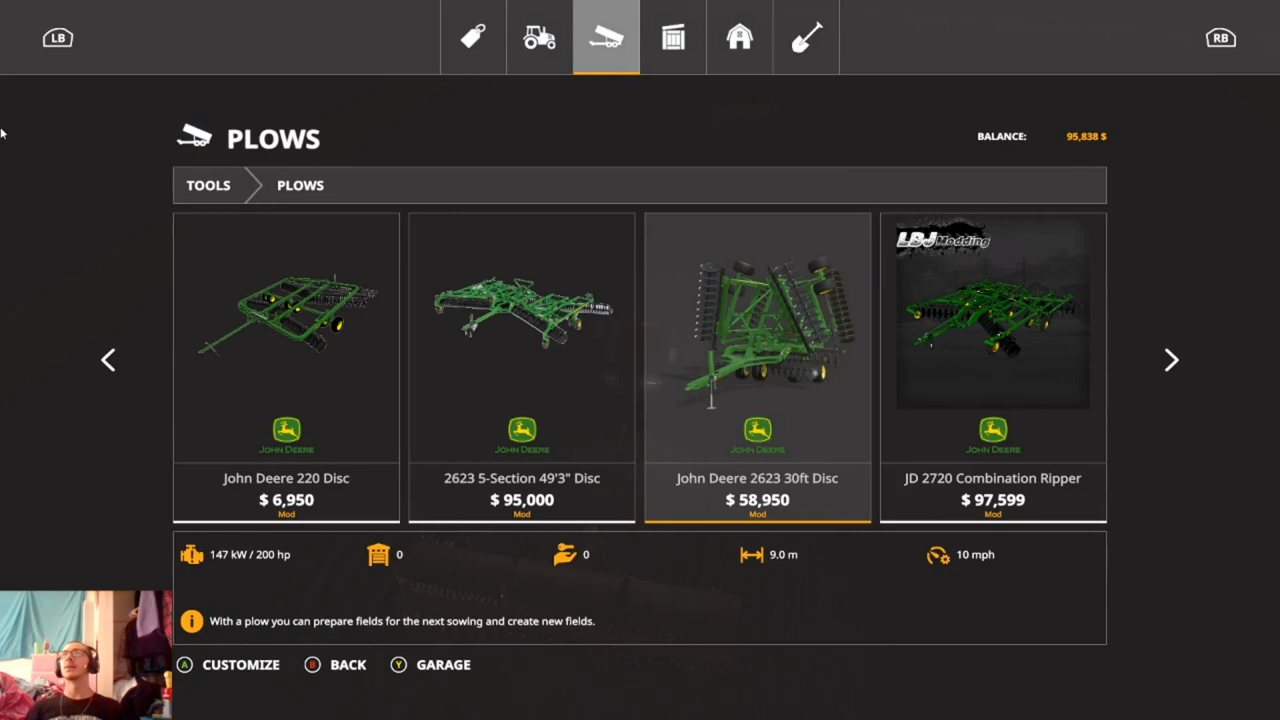 LB
RB
PLOWS
BALANCE: 95,838 $
TOOLS PLOWS
LBJ Modding
JOHN DEERE JOHN DEERE JOHN DEERE JOHN DEERE
John Deere 220 Disc 2623 5-Section 49'3" Disc John Deere 2623 30ft Disc JD 2720 Combination Ripper
$ 6,950 $ 95,000 $ 58,950 $ 97,599
Mod Mod Mod Mod
147 kW / 200 hp 0 0 9.0 m 10 mph
i With a plow you can prepare fields for the next sowing and create new fields.
A CUSTOMIZE B BACK Y GARAGE